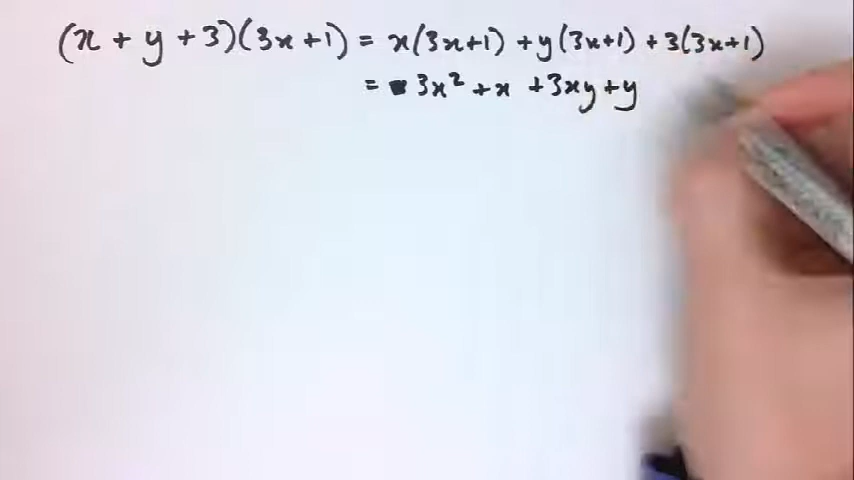 (x + y + 3)(3x+1) = x(3x+1) + y(3x+1) + 3(3x+1)
= 3x² + x + 3xy + y